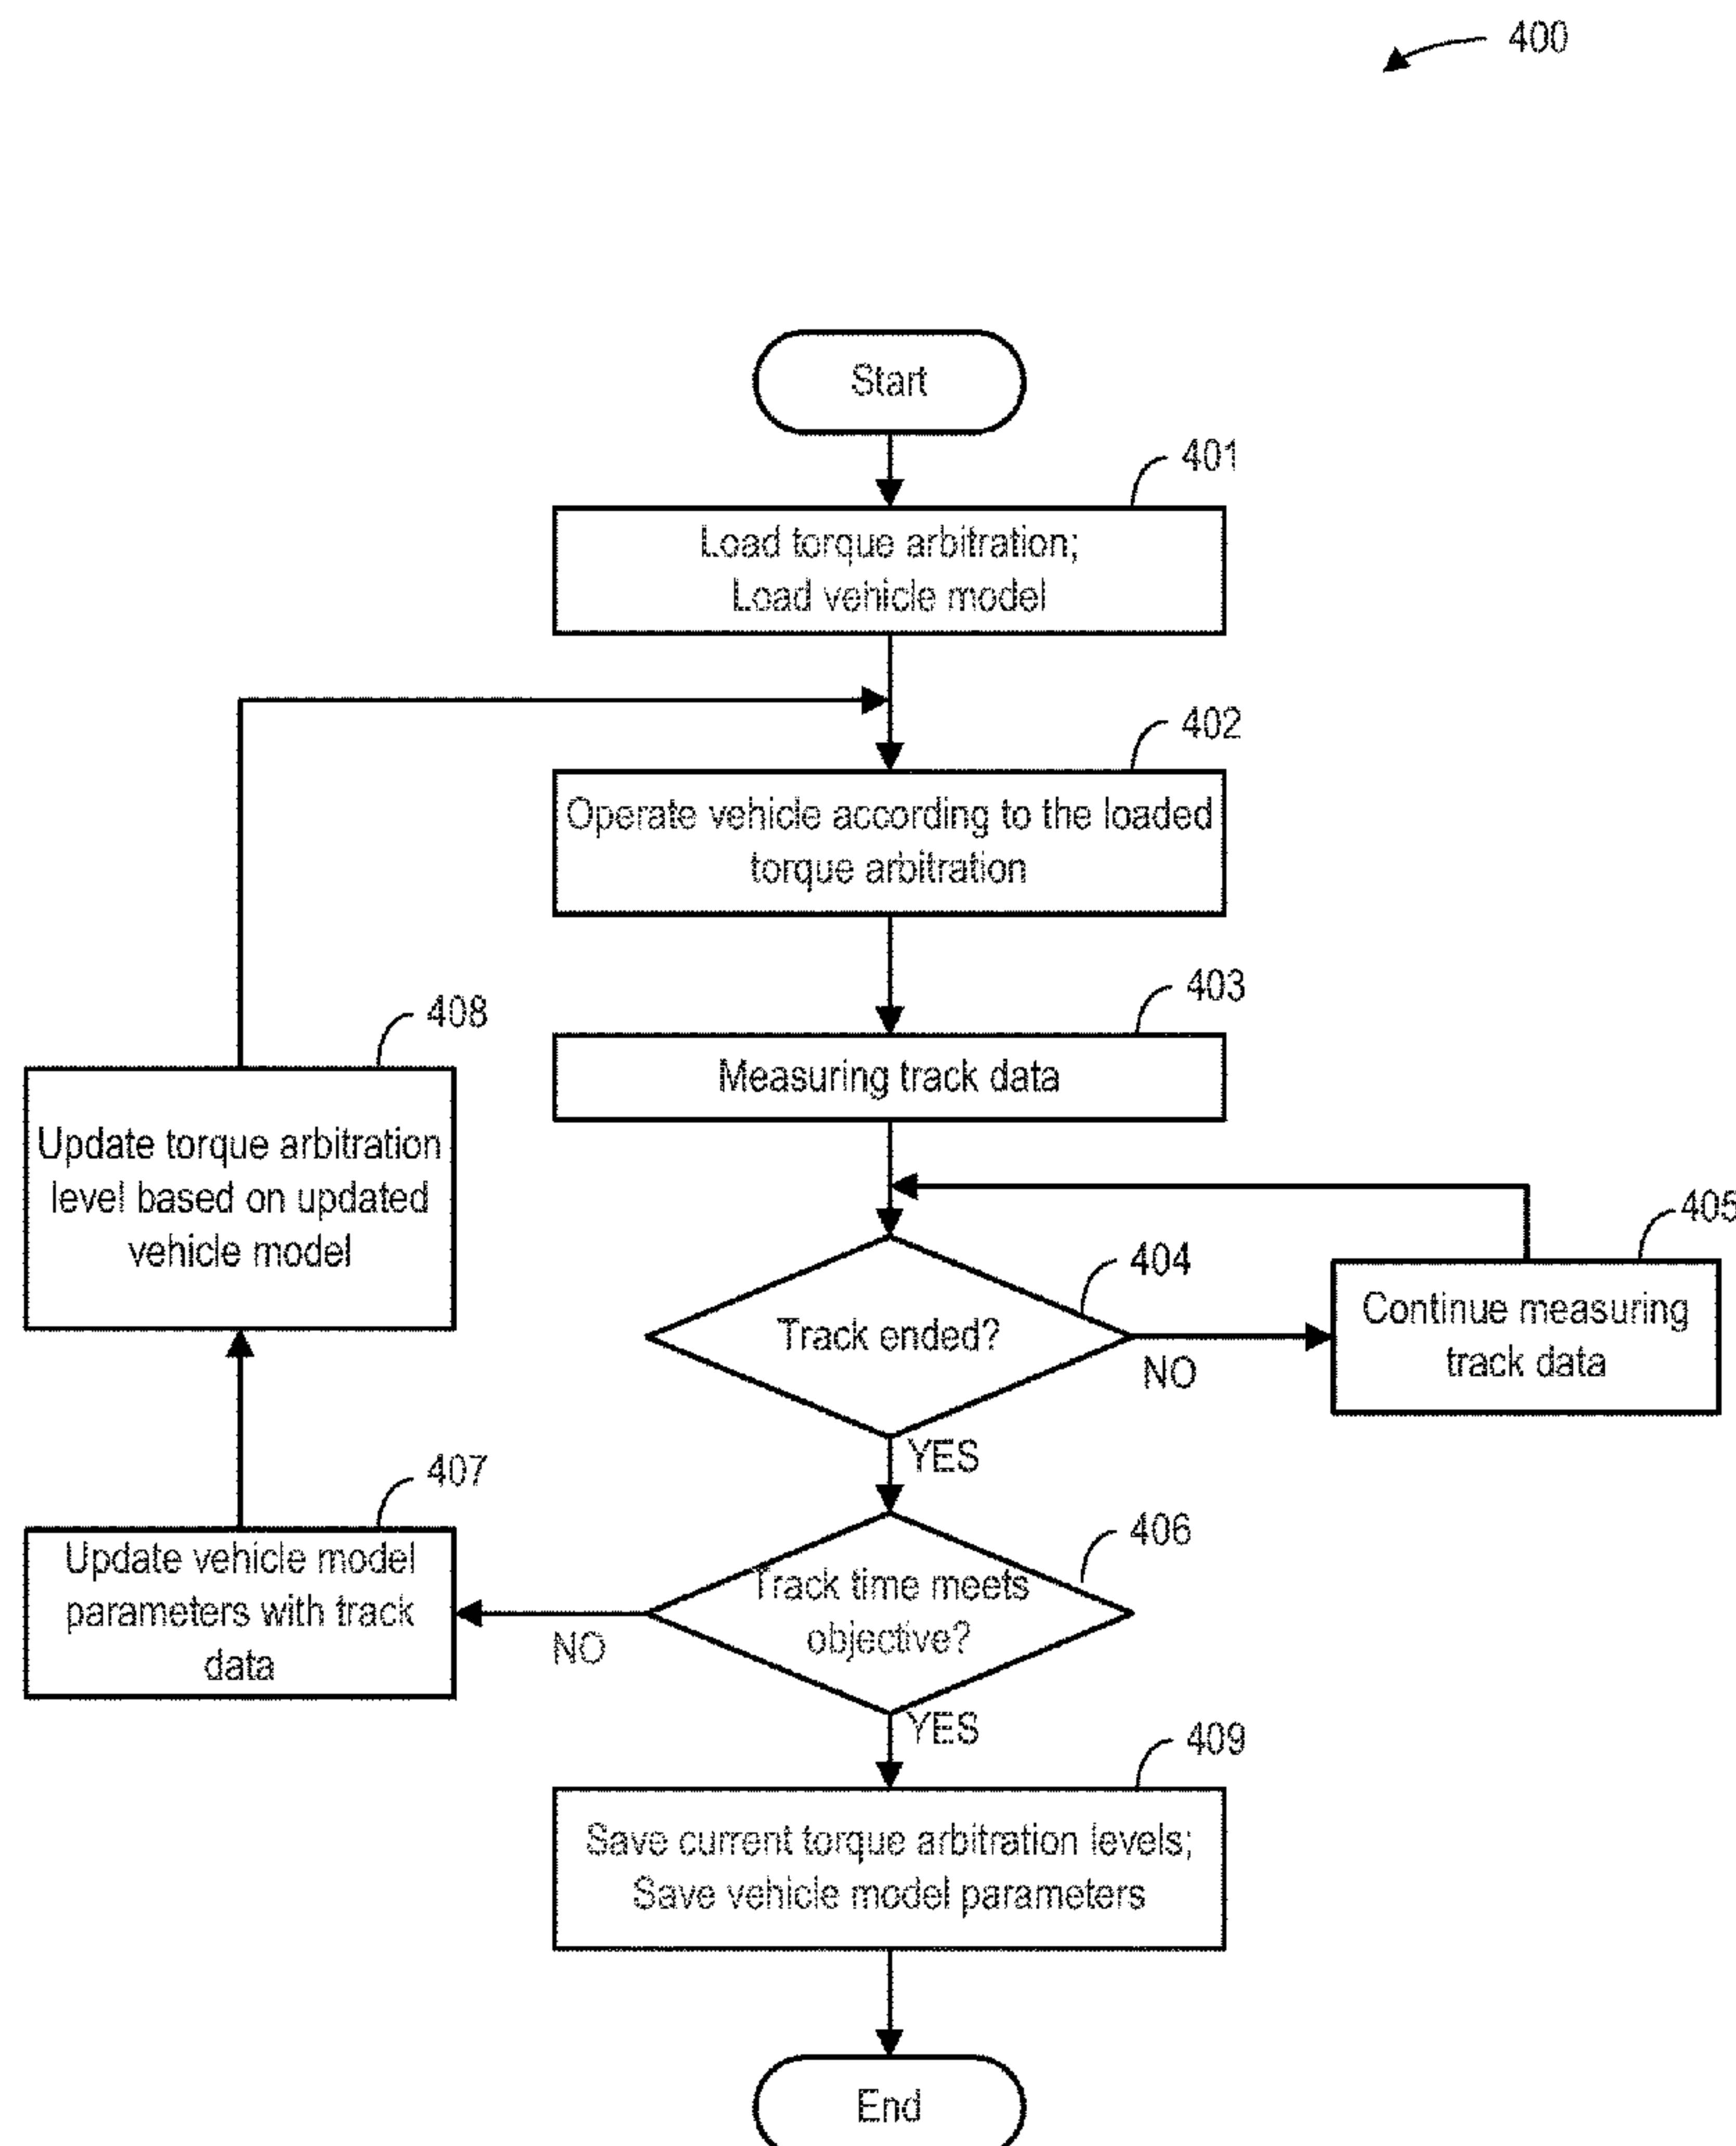 400
Start
401
Load torque arbitration;
Load vehicle model
402
Operate vehicle according to the loaded
torque arbitration
403
Measuring track data
408
Update torque arbitration
level based on updated
vehicle model
404
Track ended?
NO
405
Continue measuring
track data
YES
407
Update vehicle model
parameters with track
data
406
Track time meets
objective?
NO
YES
409
Save current torque arbitration levels;
Save vehicle model parameters
End